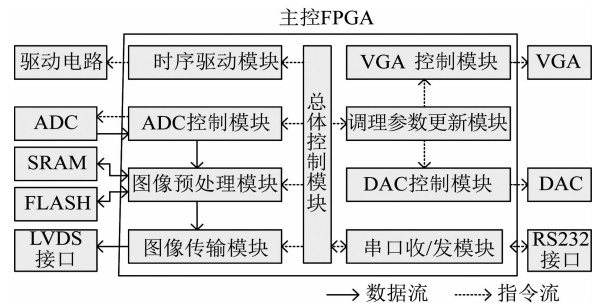 主控FPGA
驱动电路
时序驱动模块
VGA 控制模块
VGA
ADC
ADC控制模块
总体控制模块
调理参数更新模块
SRAM
图像预处理模块
DAC控制模块
DAC
FLASH
LVDS
接口
图像传输模块
串口收/发模块
RS232
接口
数据流
指令流